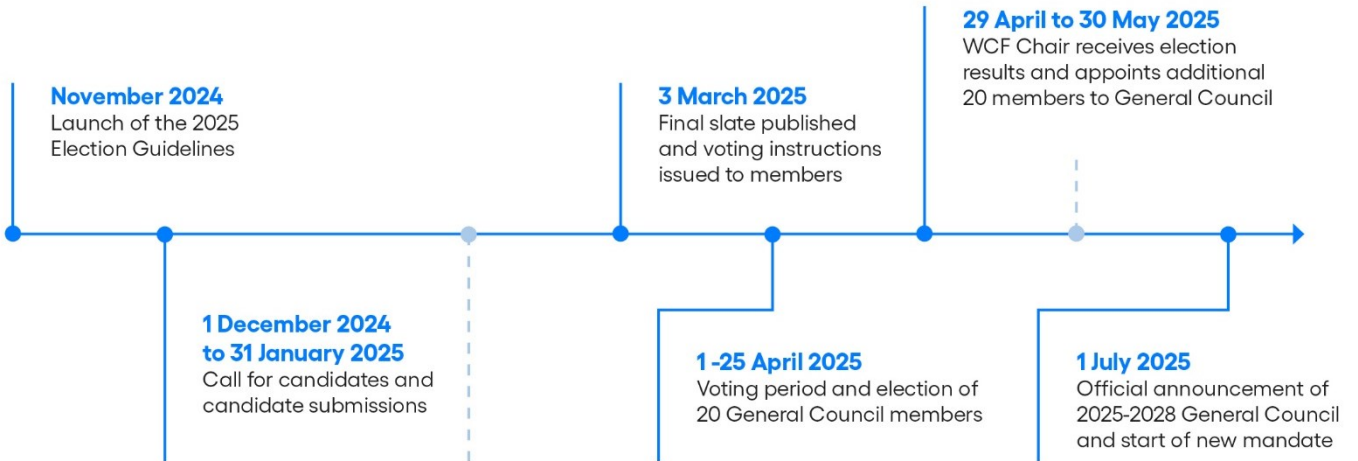 November 2024
Launch of the 2025
Election Guidelines
1 December 2024
to 31 January 2025
Call for candidates and
candidate submissions
3 March 2025
Final slate published
and voting instructions
issued to members
1 -25 April 2025
Voting period and election of
20 General Council members
29 April to 30 May 2025
WCF Chair receives election
results and appoints additional
20 members to General Council
1 July 2025
Official announcement of
2025-2028 General Council
and start of new mandate